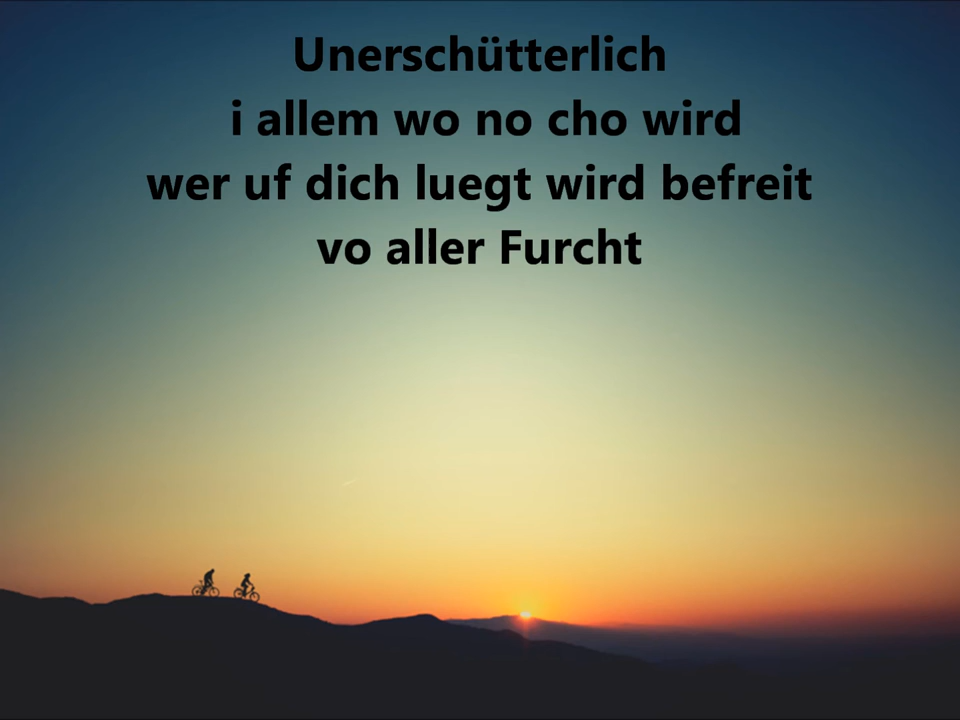 Unerschütterlich
i allem wo no cho wird
wer uf dich luegt wird befreit
vo aller Furcht